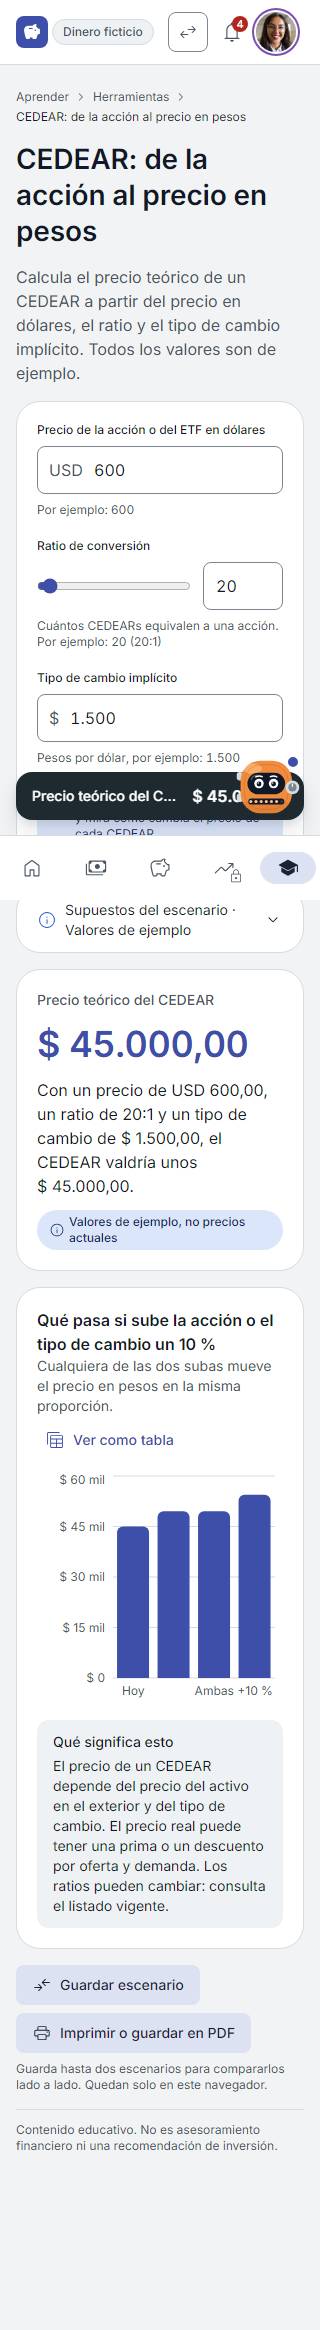 Dinero ficticio
4
Aprender > Herramientas >
CEDEAR: de la acción al precio en pesos
CEDEAR: de la
acción al precio en
pesos
Calcula el precio teórico de un
CEDEAR a partir del precio en
dólares, el ratio y el tipo de cambio
implícito. Todos los valores son de
ejemplo.
Precio de la acción o del ETF en dólares
USD 600
Por ejemplo: 600
Ratio de conversión
20
Cuántos CEDEARs equivalen a una acción.
Por ejemplo: 20 (20:1)
Tipo de cambio implícito
$ 1.500
Pesos por dólar, por ejemplo: 1.500
Precio teórico del C... $ 45.0
y mira cómo cambia el precio de
cada CEDEAR
Supuestos del escenario ·
Valores de ejemplo
Precio teórico del CEDEAR
$ 45.000,00
Con un precio de USD 600,00,
un ratio de 20:1 y un tipo de
cambio de $ 1.500,00, el
CEDEAR valdría unos
$ 45.000,00.
Valores de ejemplo, no precios
actuales
Qué pasa si sube la acción o el
tipo de cambio un 10 %
Cualquiera de las dos subas mueve
el precio en pesos en la misma
proporción.
Ver como tabla
$ 60 mil
$ 45 mil
$ 30 mil
$ 15 mil
$ 0
Hoy Ambas +10 %
Qué significa esto
El precio de un CEDEAR
depende del precio del activo
en el exterior y del tipo de
cambio. El precio real puede
tener una prima o un descuento
por oferta y demanda. Los
ratios pueden cambiar: consulta
el listado vigente.
Guardar escenario
Imprimir o guardar en PDF
Guarda hasta dos escenarios para compararlos
lado a lado. Quedan solo en este navegador.
Contenido educativo. No es asesoramiento
financiero ni una recomendación de inversión.